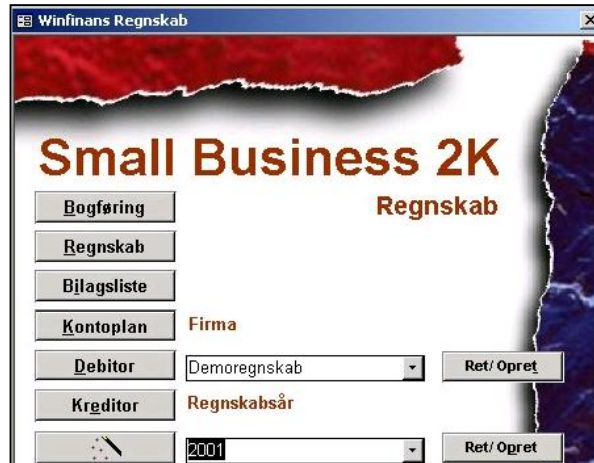 Winfinans Regnskab
Small Business 2K
Regnskab
Bogføring
Regnskab
Bilagsliste
Kontoplan
Firma
Debitor
Demoregnskab
Ret/Opret
Kreditor
Regnskabsår
2001
Ret/Opret